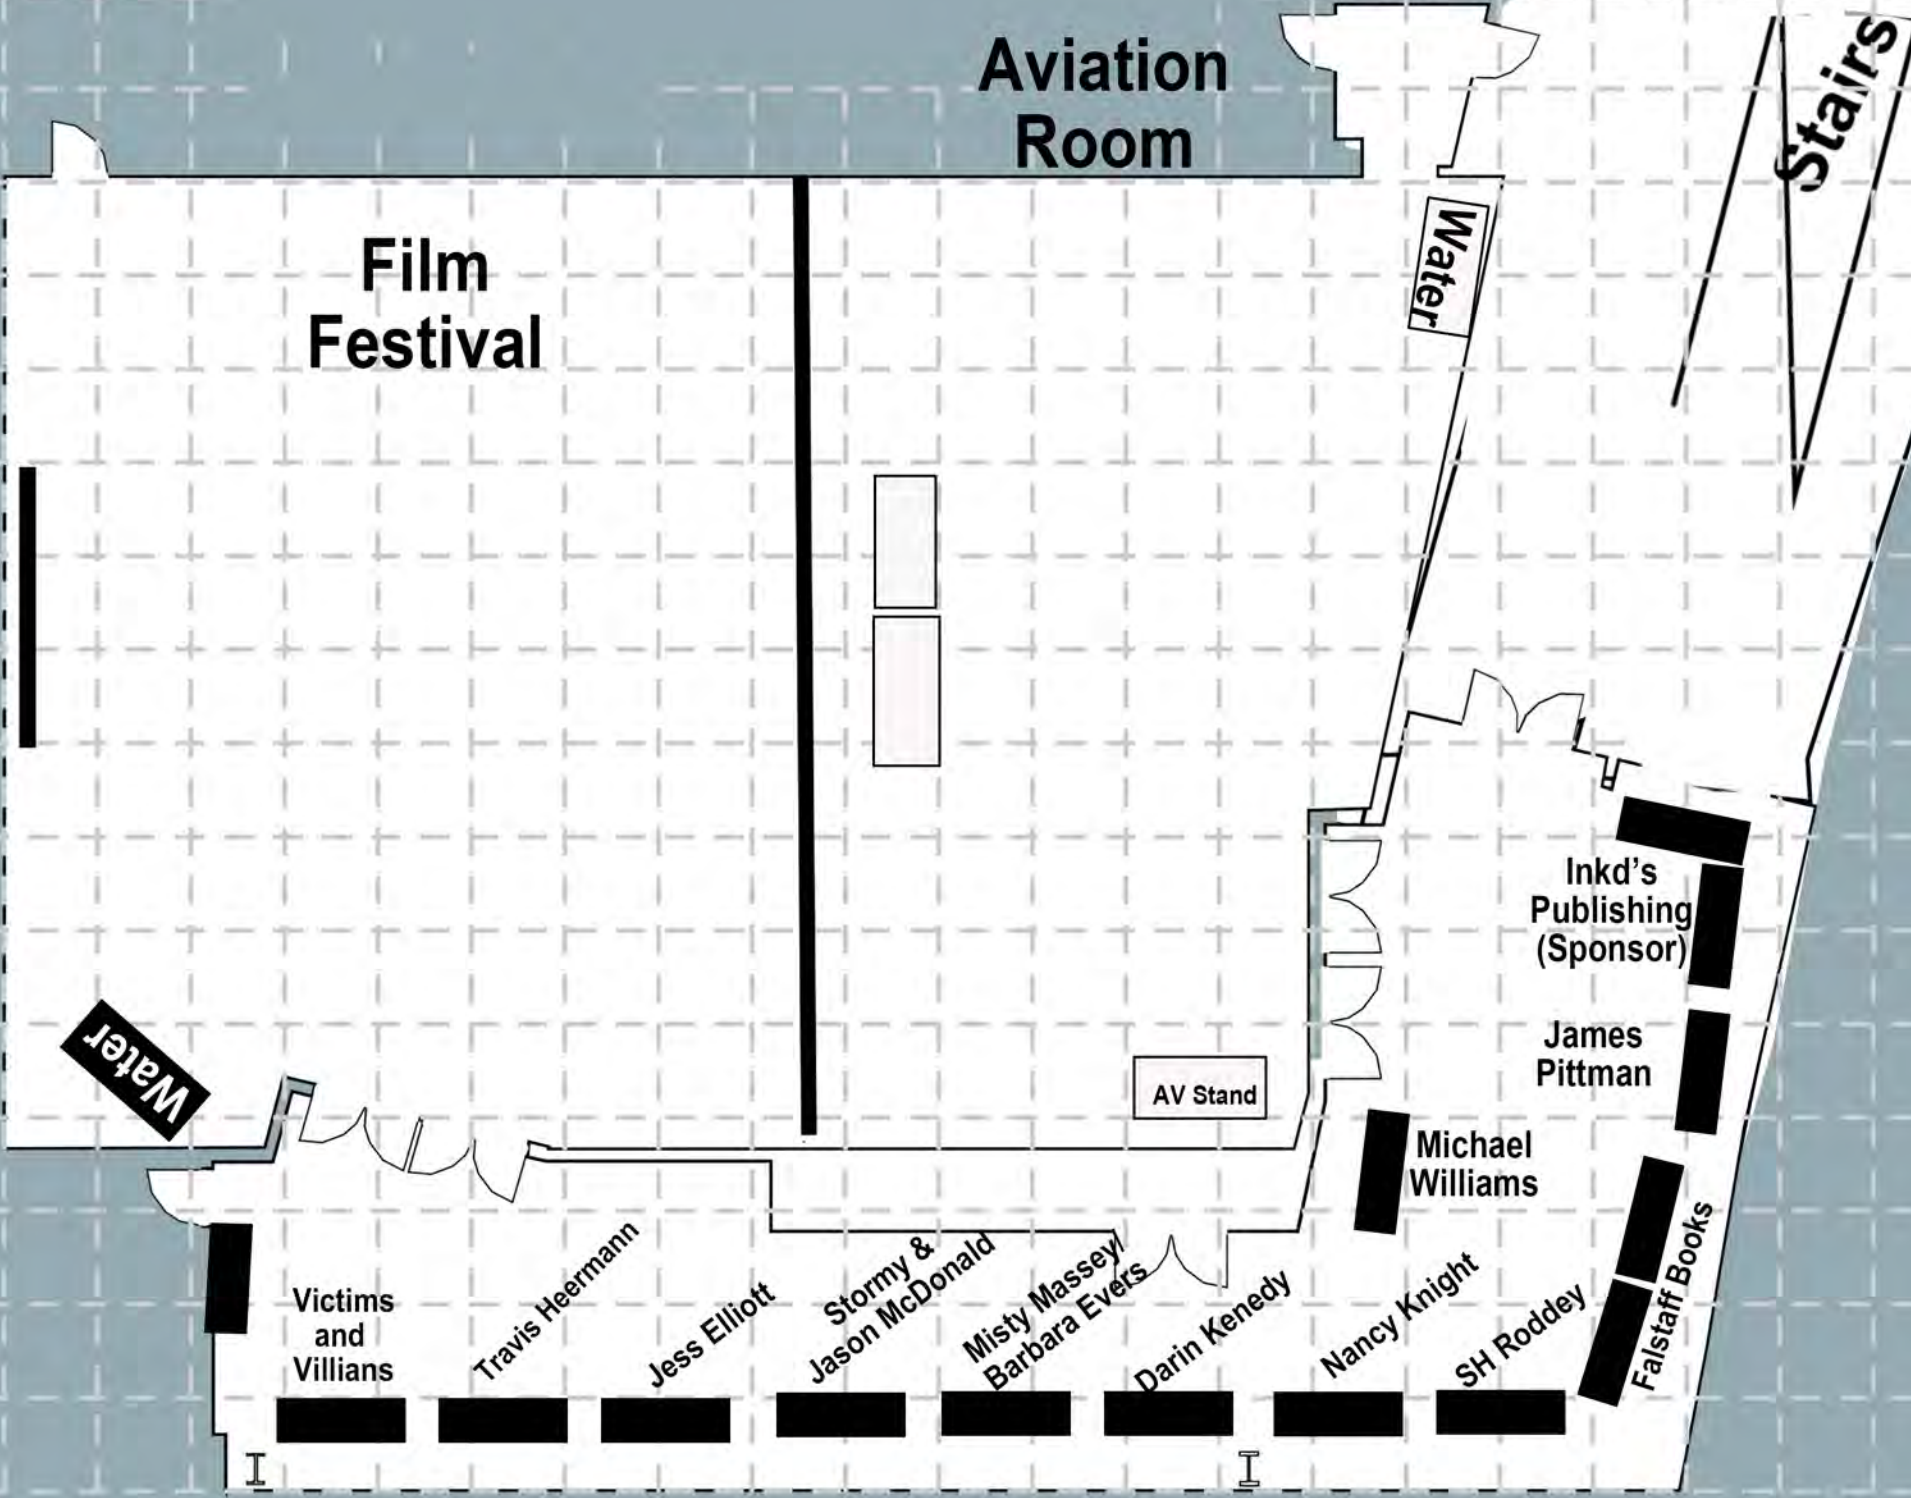 Aviation
Room
Stairs
Film
Festival
Water
Inkd's
Publishing
(Sponsor)
James
Pittman
Water
AV Stand
Michael
Williams
Victims
and
Villians
Travis Heermann
Jess Elliott
Stormy &
Jason McDonald
Misty Massey/
Barbara Evers
Darin Kenedy
Nancy Knight
SH Roddey
Falstaff Books